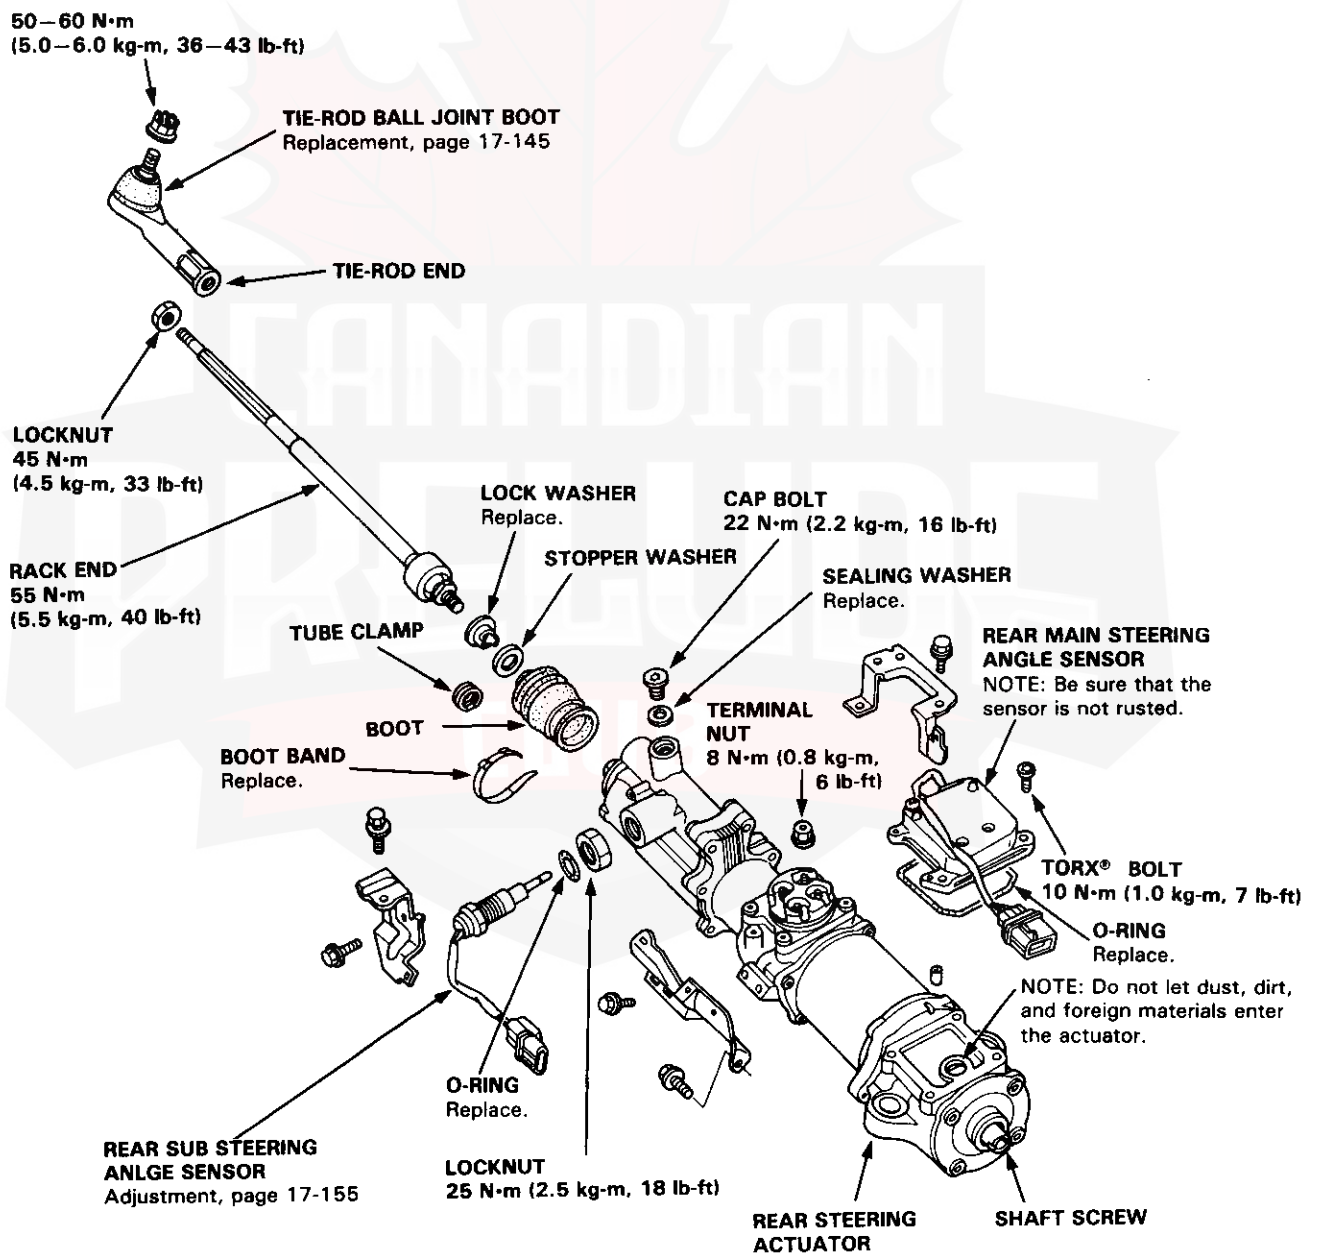 50–60 N•m
(5.0–6.0 kg-m, 36–43 lb-ft)
TIE-ROD BALL JOINT BOOT
Replacement, page 17-145
TIE-ROD END
LOCKNUT
45 N•m
(4.5 kg-m, 33 lb-ft)
RACK END
55 N•m
(5.5 kg-m, 40 lb-ft)
LOCK WASHER
Replace.
STOPPER WASHER
CAP BOLT
22 N•m (2.2 kg-m, 16 lb-ft)
SEALING WASHER
Replace.
TUBE CLAMP
BOOT
BOOT BAND
Replace.
TERMINAL
NUT
8 N•m (0.8 kg-m,
6 lb-ft)
REAR MAIN STEERING
ANGLE SENSOR
NOTE: Be sure that the
sensor is not rusted.
TORX® BOLT
10 N•m (1.0 kg-m, 7 lb-ft)
O-RING
Replace.
NOTE: Do not let dust, dirt,
and foreign materials enter
the actuator.
O-RING
Replace.
REAR SUB STEERING
ANLGE SENSOR
Adjustment, page 17-155
LOCKNUT
25 N•m (2.5 kg-m, 18 lb-ft)
REAR STEERING
ACTUATOR
SHAFT SCREW
CANADIAN
PRELUDE
CLUB